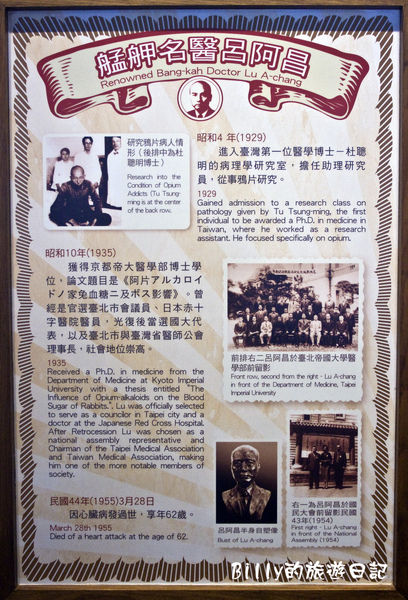 艋舺名醫呂阿昌
Renowned Bang-kah Doctor Lu A-chang
研究鴉片病人情
形（後排中為杜
聰明博士）
Research into the
Condition of Opium
Addicts (Tu Tsung-
ming is at the center
of the back row).
昭和4 年(1929)
進入臺灣第一位醫學博士－杜聰
明的病理學研究室，擔任助理研究
員，從事鴉片研究。
1929
Gained admission to a research class on
pathology given by Tu Tsung-ming, the first
individual to be awarded a Ph.D. in medicine in
Taiwan, where he worked as a research
assistant. He focused specifically on opium.
昭和10年(1935)
獲得京都帝大醫學部博士學
位，論文題目是《阿片アルカロイ
ドノ家兔血糖二及ボス影響》。曾
經是官選臺北市會議員、日本赤十
字醫院醫員，光復後當選國大代
表，以及臺北市與臺灣省醫師公會
理事長，社會地位崇高。
1935
Received a Ph.D. in medicine from the
Department of Medicine at Kyoto Imperial
University with a thesis entitled "The
Influence of Opium-alkaloids on the Blood
Sugar of Rabbits.". Lu was officially selected
to serve as a councilor in Taipei city and a
doctor at the Japanese Red Cross Hospital.
After Retrocession Lu was chosen as a
national assembly representative and
Chairman of the Taipei Medical Association
and Taiwan Medical Association, making
him one of the more notable members of
society.
前排右二呂阿昌於臺北帝國大學醫
學部前留影
Front row, second from the right - Lu A-chang
in front of the Department of Medicine, Taipei
Imperial University
民國44年(1955)3月28日
因心臟病發過世，享年62歲。
March 28th 1955
Died of a heart attack at the age of 62.
呂阿昌半身自塑像
Bust of Lu A-chang
右一為呂阿昌於國
民大會前留影民國
43年(1954)
First right - Lu A-chang
in front of the National
Assembly (1954)
Billy的旅遊日記